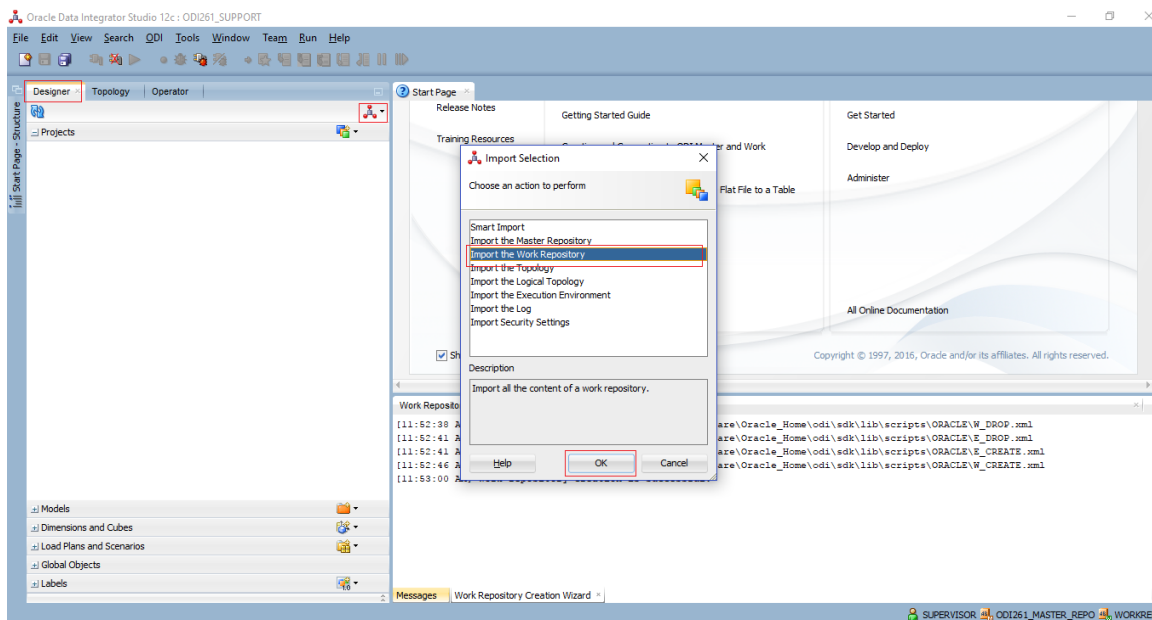 Oracle Data Integrator Studio 12c : ODI261_SUPPORT
File Edit View Search ODI Tools Window Team Run Help
Designer Topology Operator
Start Page
Start Page - Structure
Projects
Release Notes
Getting Started Guide
Get Started
Training Resources
and Work
Develop and Deploy
Flat File to a Table
Administer
All Online Documentation
Sh
Copyright © 1997, 2016, Oracle and/or its affiliates. All rights reserved.
Import Selection
Choose an action to perform
Smart Import
Import the Master Repository
Import the Work Repository
Import the Topology
Import the Logical Topology
Import the Execution Environment
Import the Log
Import Security Settings
Description
Import all the content of a work repository.
Help OK Cancel
Work Reposito
[11:52:38 A are\Oracle_Home\odi\sdk\lib\scripts\ORACLE\W_DROP.xml
[11:52:41 A are\Oracle_Home\odi\sdk\lib\scripts\ORACLE\E_DROP.xml
[11:52:41 A are\Oracle_Home\odi\sdk\lib\scripts\ORACLE\E_CREATE.xml
[11:52:46 A are\Oracle_Home\odi\sdk\lib\scripts\ORACLE\W_CREATE.xml
[11:53:00 A
Models
Dimensions and Cubes
Load Plans and Scenarios
Global Objects
Labels
Messages Work Repository Creation Wizard
SUPERVISOR ODI261_MASTER_REPO WORKRE